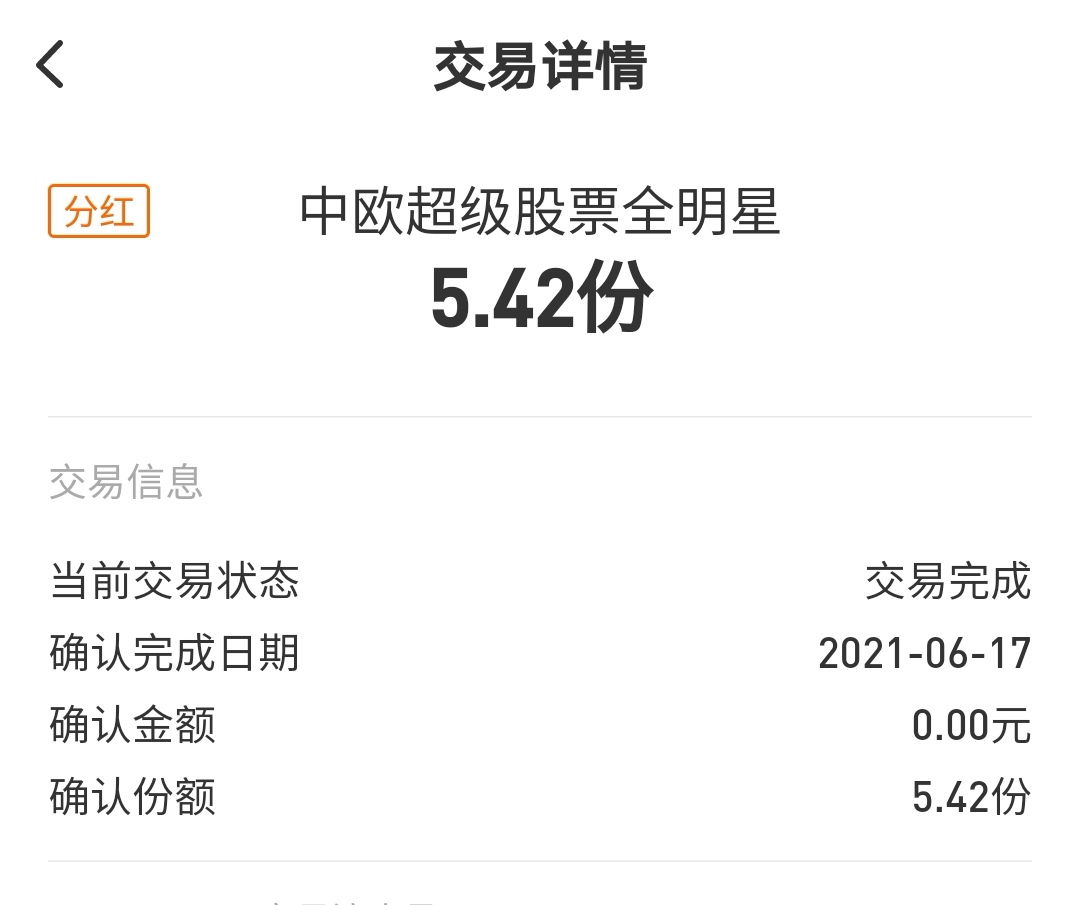 交易详情
分红
中欧超级股票全明星
5.42份
交易信息
当前交易状态 交易完成
确认完成日期 2021-06-17
确认金额 0.00元
确认份额 5.42份